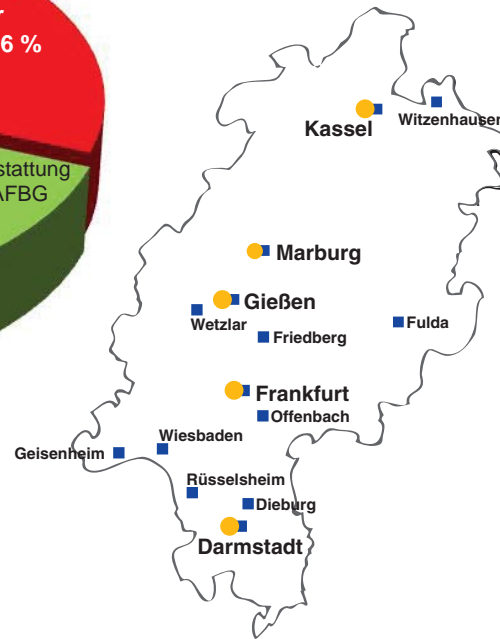 6 %
stattung
AFBG
Kassel
Witzenhausen
Marburg
Gießen
Wetzlar
Fulda
Friedberg
Frankfurt
Offenbach
Wiesbaden
Geisenheim
Rüsselsheim
Dieburg
Darmstadt